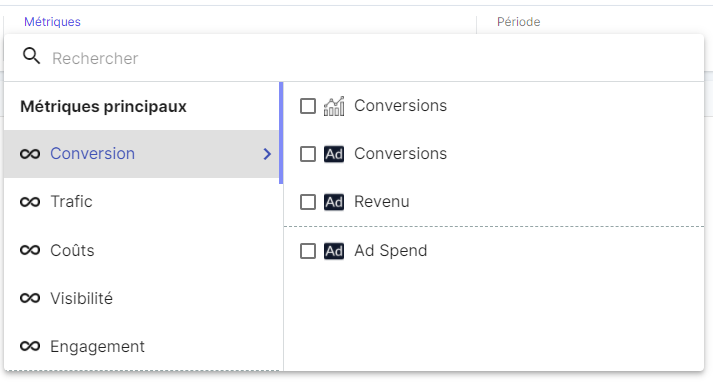 Métriques
Période
Rechercher
Métriques principaux
Conversion
Trafic
Coûts
Visibilité
Engagement
Conversions
Ad Conversions
Ad Revenu
Ad Ad Spend